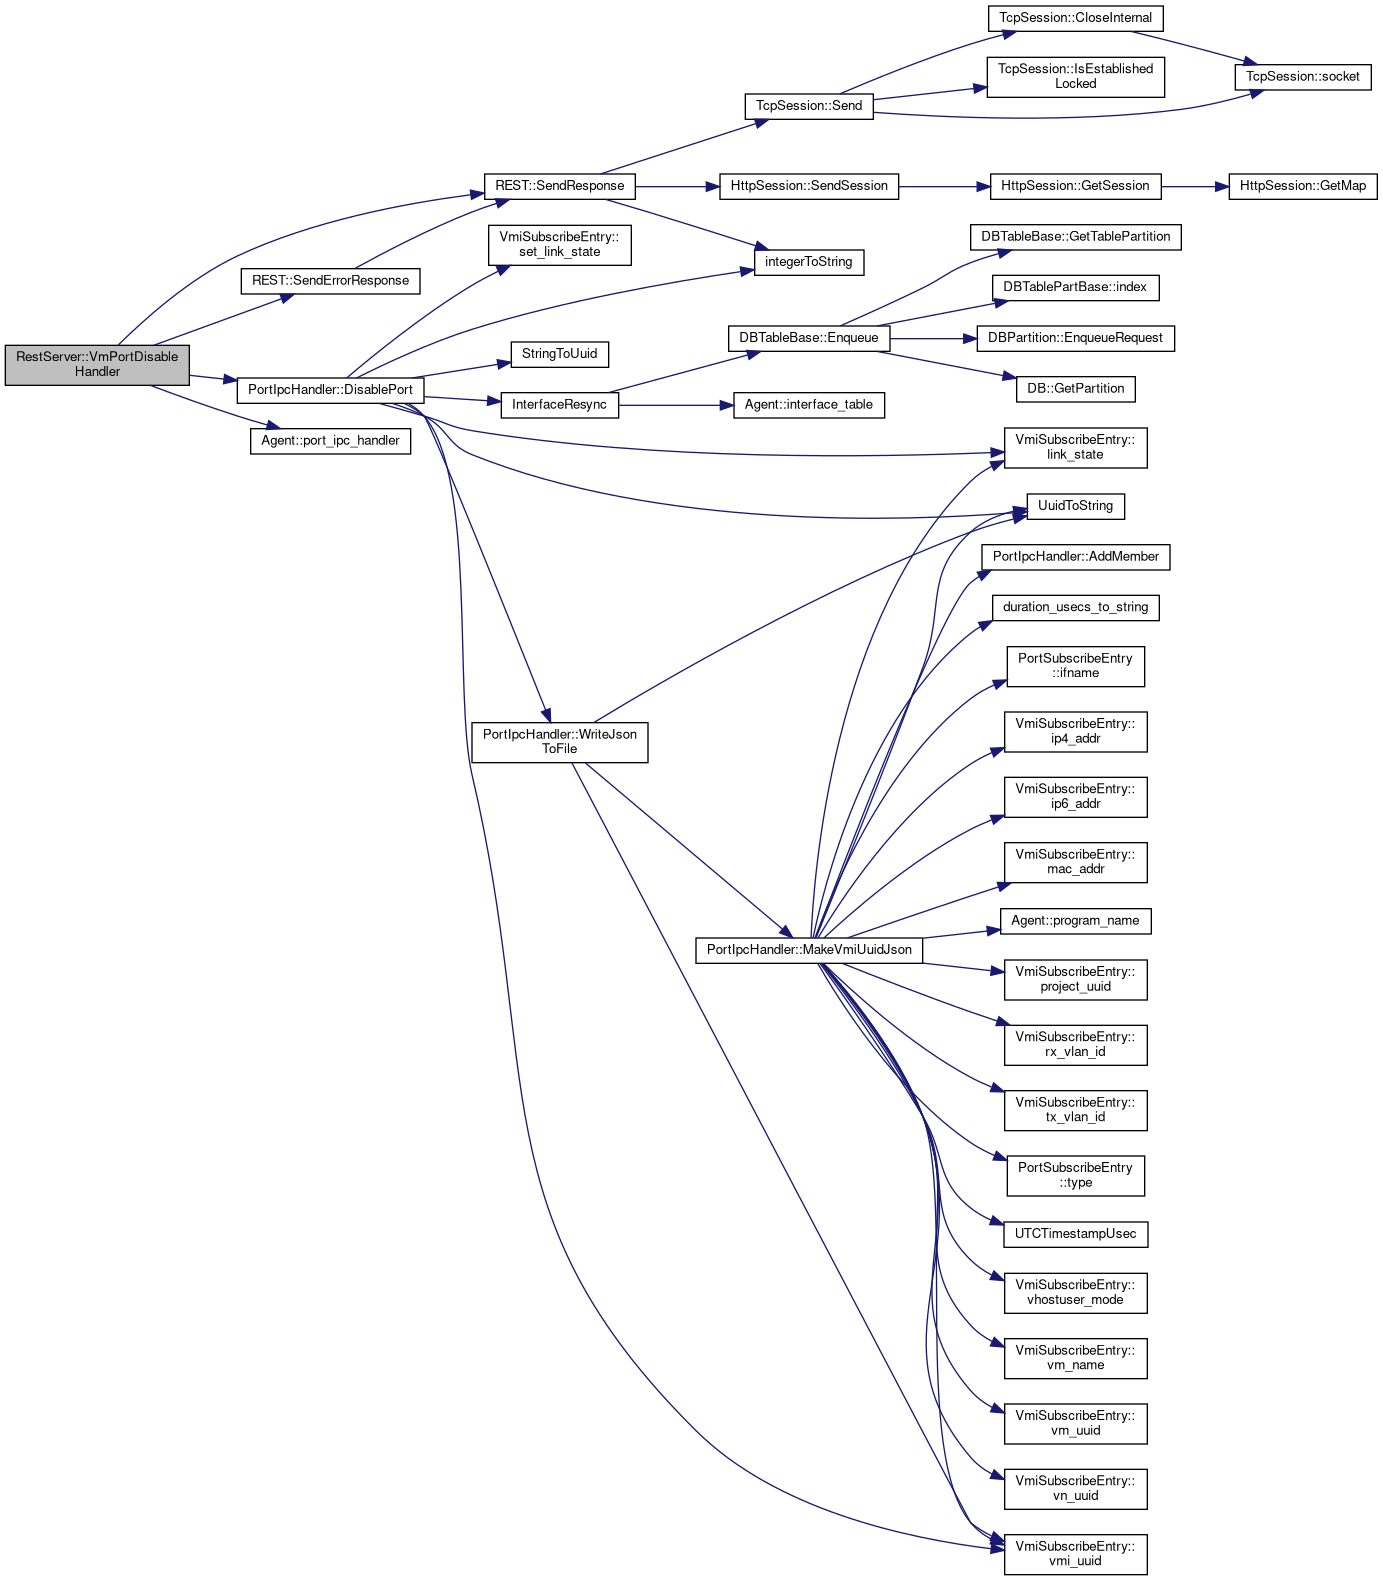 TcpSession::CloseInternal
TcpSession::IsEstablished
Locked
TcpSession::socket
TcpSession::Send
REST::SendResponse
HttpSession::SendSession
HttpSession::GetSession
HttpSession::GetMap
VmiSubscribeEntry::
set_link_state
integerToString
DBTableBase::GetTablePartition
REST::SendErrorResponse
DBTablePartBase::index
DBTableBase::Enqueue
DBPartition::EnqueueRequest
RestServer::VmPortDisable
Handler
StringToUuid
DB::GetPartition
PortIpcHandler::DisablePort
InterfaceResync
Agent::interface_table
Agent::port_ipc_handler
VmiSubscribeEntry::
link_state
UuidToString
PortIpcHandler::AddMember
duration_usecs_to_string
PortSubscribeEntry
::ifname
VmiSubscribeEntry::
ip4_addr
PortIpcHandler::WriteJson
ToFile
VmiSubscribeEntry::
ip6_addr
VmiSubscribeEntry::
mac_addr
Agent::program_name
PortIpcHandler::MakeVmiUuidJson
VmiSubscribeEntry::
project_uuid
VmiSubscribeEntry::
rx_vlan_id
VmiSubscribeEntry::
tx_vlan_id
PortSubscribeEntry
::type
UTCTimestampUsec
VmiSubscribeEntry::
vhostuser_mode
VmiSubscribeEntry::
vm_name
VmiSubscribeEntry::
vm_uuid
VmiSubscribeEntry::
vn_uuid
VmiSubscribeEntry::
vmi_uuid